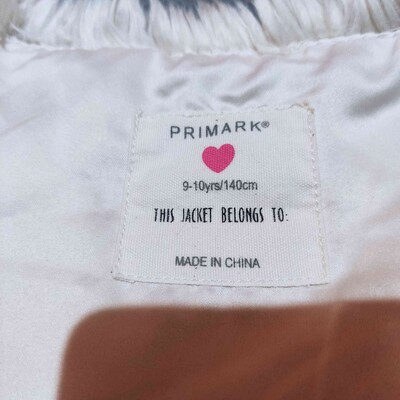 PRIMARK®
9-10yrs/140cm
THIS JACKET BELONGS TO:
MADE IN CHINA